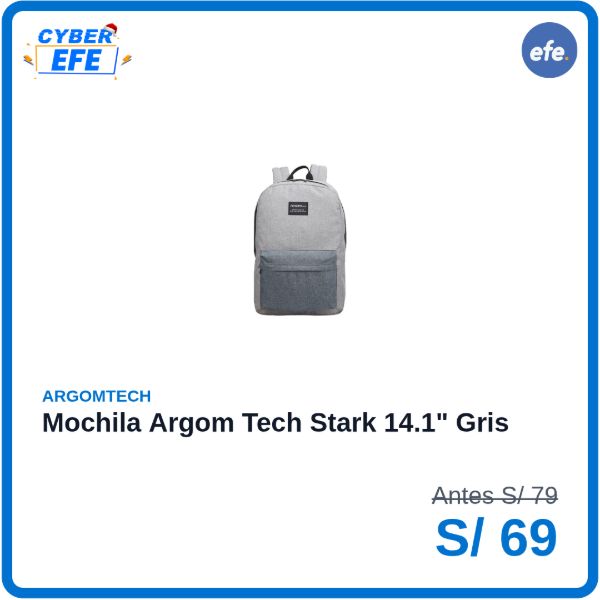 CYBER
EFE
efe.
ARGOMTECH
Mochila Argom Tech Stark 14.1" Gris
Antes S/ 79
S/ 69